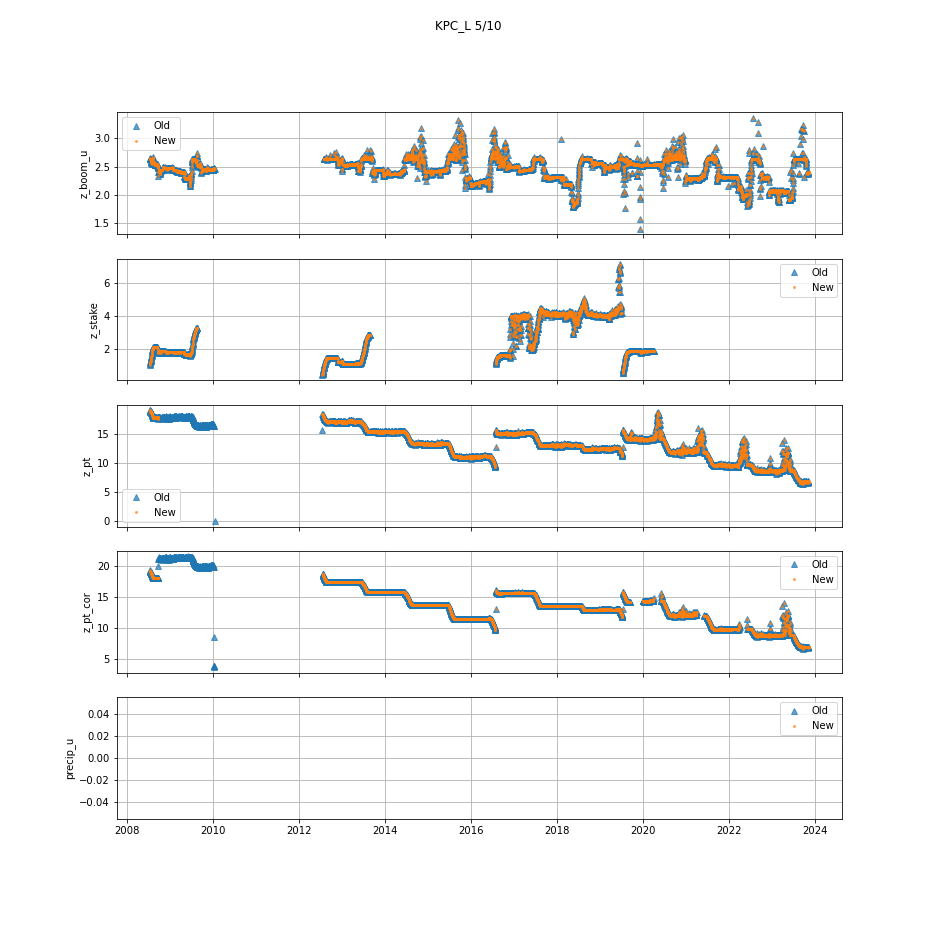 KPC_L 5/10
3.0
2.5
2.0
1.5
z_boom_u
Old
New
6
4
2
z_stake
Old
New
15
10
5
0
z_pt
Old
New
20
15
10
5
z_pt_cor
Old
New
0.04
0.02
0.00
−0.02
−0.04
precip_u
Old
New
2008 2010 2012 2014 2016 2018 2020 2022 2024